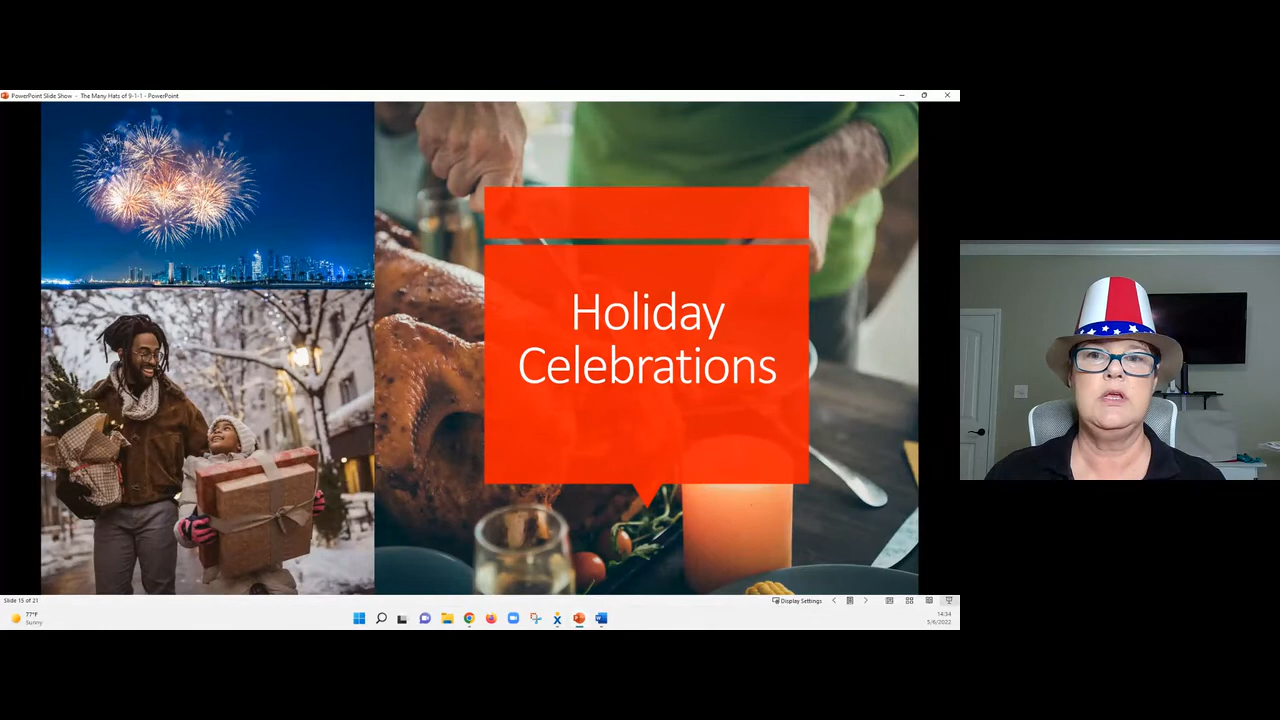 PowerPoint Slide Show - The Many Hats of 9-1-1 - PowerPoint
Holiday
Celebrations
Slide 15 of 21
Display Settings
77°F
Sunny
14:54
5/6/2022